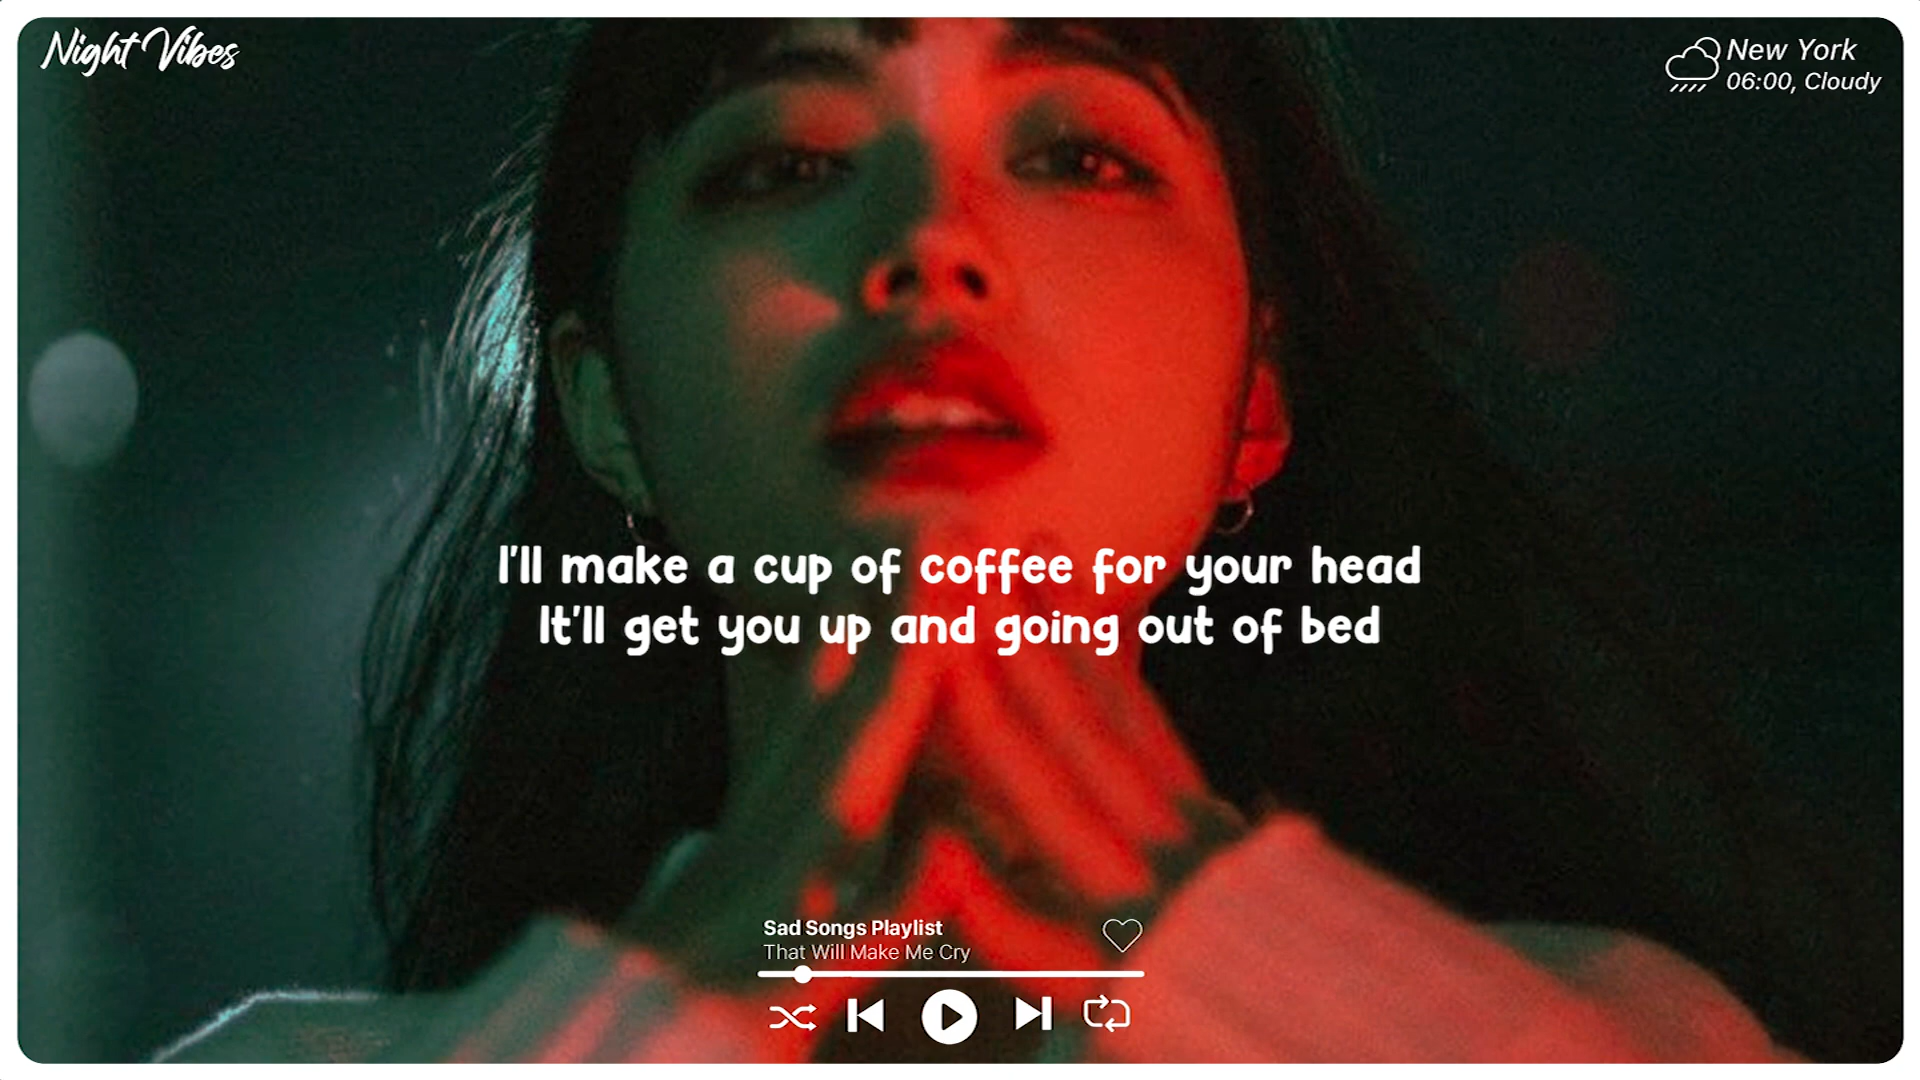 Night Vibes
New York
06:00, Cloudy
I'll make a cup of coffee for your head
It'll get you up and going out of bed
Sad Songs Playlist
That Will Make Me Cry